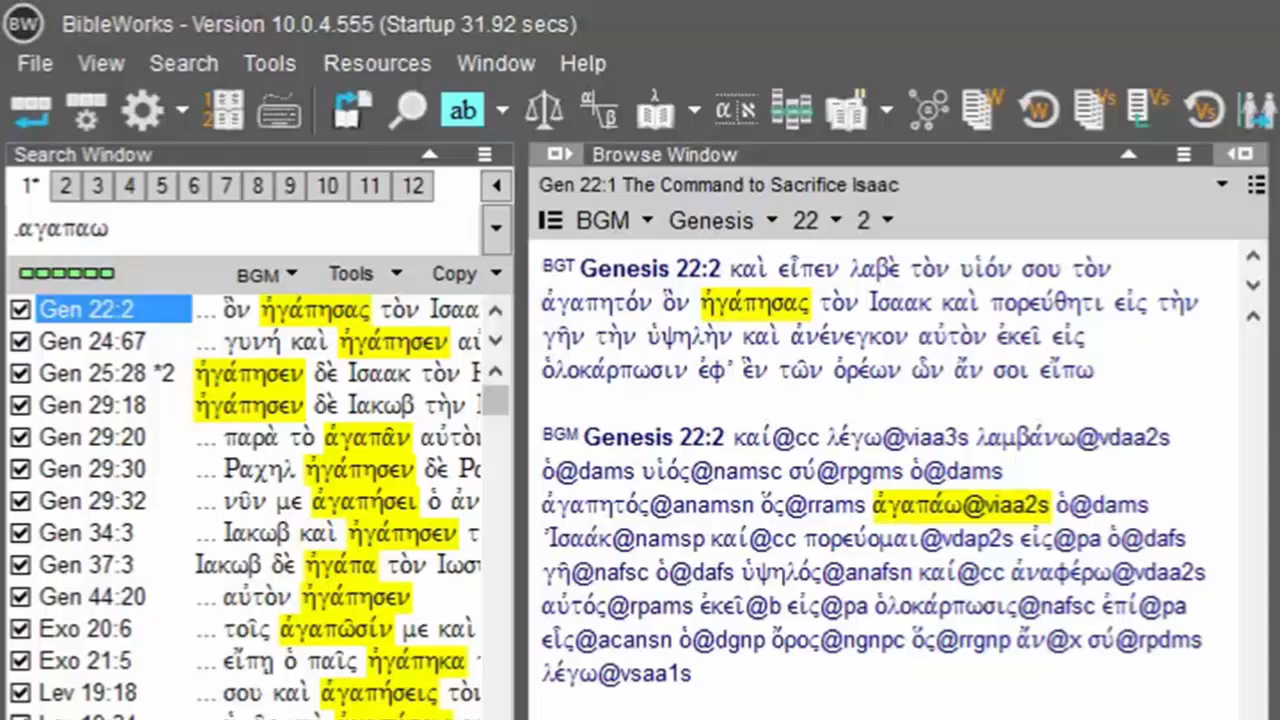 BW BibleWorks - Version 10.0.4.555 (Startup 31.92 secs)
File View Search Tools Resources Window Help
Search Window
1* 2 3 4 5 6 7 8 9 10 11 12
.αγαπαω
BGM Tools Copy
Gen 22:2 ... ὃν ἠγάπησας τὸν Ισαα
Gen 24:67 ... γυνή καὶ ἠγάπησεν αὐ
Gen 25:28 *2 ἠγάπησεν δὲ Ισαακ τὸν
Gen 29:18 ἠγάπησεν δὲ Ιακωβ τὴν
Gen 29:20 ... παρὰ τὸ ἀγαπᾶν αὐτὸν
Gen 29:30 ... Ραχηλ ἠγάπησεν δὲ Ρα
Gen 29:32 ... νῦν με ἀγαπήσει ὁ ἀν
Gen 34:3 ... Ιακωβ καὶ ἠγάπησεν τ
Gen 37:3 Ιακωβ δὲ ἠγάπα τὸν Ιωσ
Gen 44:20 ... αὐτὸν ἠγάπησεν
Exo 20:6 ... τοῖς ἀγαπῶσίν με καὶ
Exo 21:5 ... εἴπῃ ὁ παῖς ἠγάπηκα
Lev 19:18 ... σου καὶ ἀγαπήσεις τὸ
Browse Window
Gen 22:1 The Command to Sacrifice Isaac
BGM Genesis 22 2
BGT Genesis 22:2 καὶ εἶπεν λαβὲ τὸν υἱόν σου τὸν
ἀγαπητόν ὃν ἠγάπησας τὸν Ισαακ καὶ πορεύθητι εἰς τὴν
γῆν τὴν ὑψηλὴν καὶ ἀνένεγκον αὐτὸν ἐκεῖ εἰς
ὁλοκάρπωσιν ἐφ᾽ ἓν τῶν ὀρέων ὧν ἄν σοι εἴπω
BGM Genesis 22:2 καί@cc λέγω@viaa3s λαμβάνω@vdaa2s
ὁ@dams υἱός@namsc σύ@rpgms ὁ@dams
ἀγαπητός@anamsn ὅς@rrams ἀγαπάω@viaa2s ὁ@dams
Ἰσαάκ@namsp καί@cc πορεύομαι@vdap2s εἰς@pa ὁ@dafs
γῆ@nafsc ὁ@dafs ὑψηλός@anafsn καί@cc ἀναφέρω@vdaa2s
αὐτός@rpams ἐκεῖ@b εἰς@pa ὁλοκάρπωσις@nafsc ἐπί@pa
εἷς@acansn ὁ@dgnp ὄρος@ngnpc ὅς@rrgnp ἄν@x σύ@rpdms
λέγω@vsaa1s